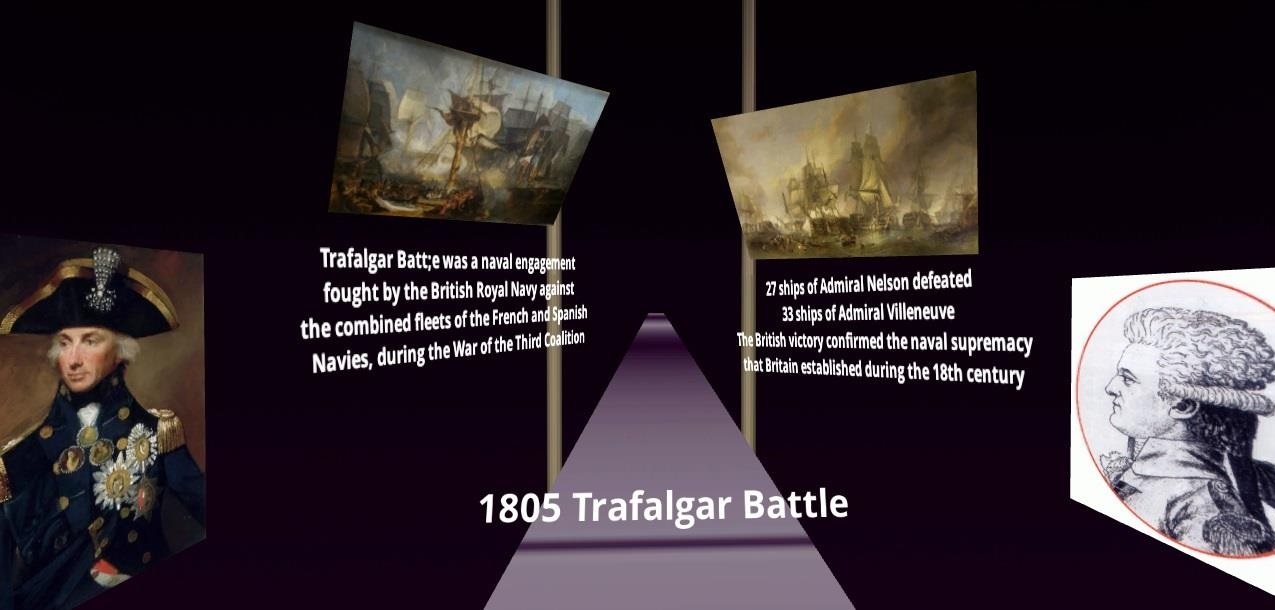 Trafalgar Batt;e was a naval engagement
fought by the British Royal Navy against
the combined fleets of the French and Spanish
Navies, during the War of the Third Coalition
27 ships of Admiral Nelson defeated
33 ships of Admiral Villeneuve
The British victory confirmed the naval supremacy
that Britain established during the 18th century
1805 Trafalgar Battle